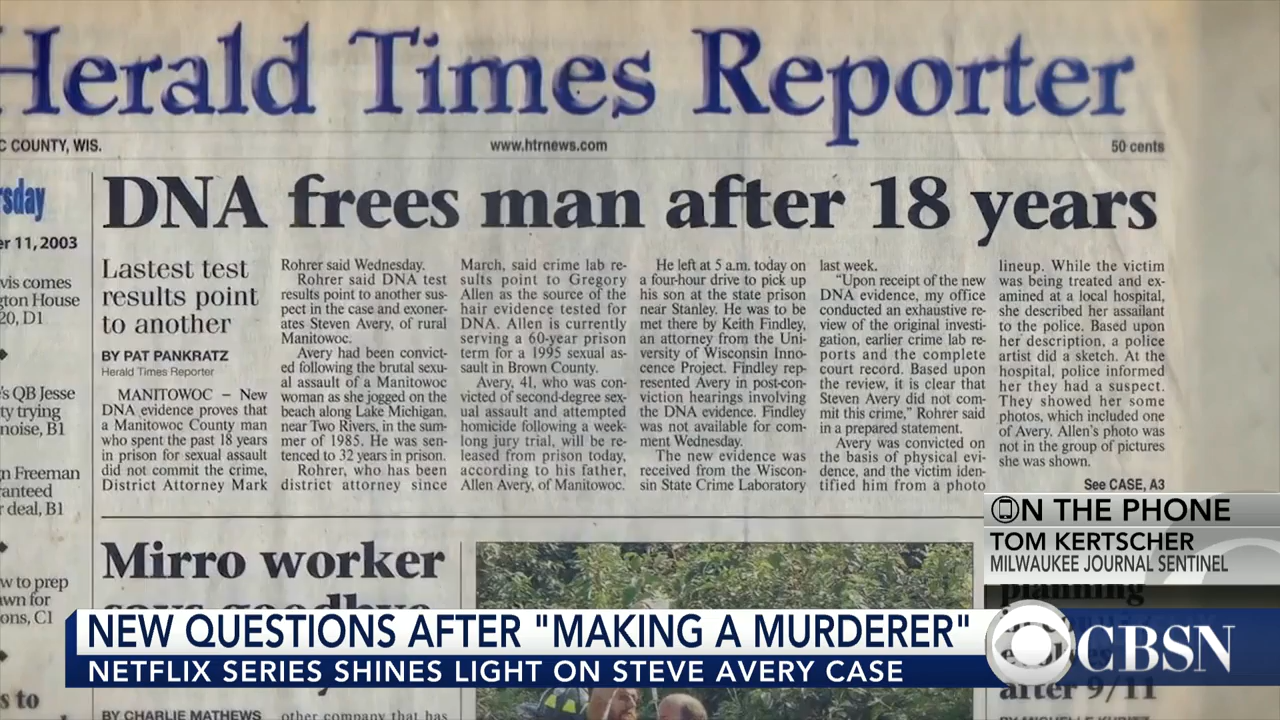 Herald Times Reporter
C COUNTY, WIS.
www.htrnews.com
50 cents
rsday
er 11, 2003
vis comes
gton House
20, D1
's QB Jesse
ty trying
noise, B1
n Freeman
ranteed
r deal, B1
w to prep
awn for
ons, C1
s to
DNA frees man after 18 years
Lastest test
results point
to another
BY PAT PANKRATZ
Herald Times Reporter
MANITOWOC – New
DNA evidence proves that
a Manitowoc County man
who spent the past 18 years
in prison for sexual assault
did not commit the crime,
District Attorney Mark
Rohrer said Wednesday.
Rohrer said DNA test
results point to another sus-
pect in the case and exoner-
ates Steven Avery, of rural
Manitowoc.
Avery had been convict-
ed following the brutal sexu-
al assault of a Manitowoc
woman as she jogged on the
beach along Lake Michigan,
near Two Rivers, in the sum-
mer of 1985. He was sen-
tenced to 32 years in prison.
Rohrer, who has been
district attorney since
March, said crime lab re-
sults point to Gregory
Allen as the source of the
hair evidence tested for
DNA. Allen is currently
serving a 60-year prison
term for a 1995 sexual as-
sault in Brown County.
Avery, 41, who was con-
victed of second-degree sex-
ual assault and attempted
homicide following a week-
long jury trial, will be re-
leased from prison today,
according to his father,
Allen Avery, of Manitowoc.
He left at 5 a.m. today on
a four-hour drive to pick up
his son at the state prison
near Stanley. He was to be
met there by Keith Findley,
an attorney from the Uni-
versity of Wisconsin Inno-
cence Project. Findley rep-
resented Avery in post-con-
viction hearings involving
the DNA evidence. Findley
was not available for com-
ment Wednesday.
The new evidence was
received from the Wiscon-
sin State Crime Laboratory
last week.
"Upon receipt of the new
DNA evidence, my office
conducted an exhaustive re-
view of the original investi-
gation, earlier crime lab re-
ports and the complete
court record. Based upon
the review, it is clear that
Steven Avery did not com-
mit this crime," Rohrer said
in a prepared statement.
Avery was convicted on
the basis of physical evi-
dence, and the victim iden-
tified him from a photo
lineup. While the victim
was being treated and ex-
amined at a local hospital,
she described her assailant
to the police. Based upon
her description, a police
artist did a sketch. At the
hospital, police informed
her they had a suspect.
They showed her some
photos, which included one
of Avery. Allen's photo was
not in the group of pictures
she was shown.
See CASE, A3
Mirro worker
says goodbye
BY CHARLIE MATHEWS
other company that has
planning
after 9/11
ON THE PHONE
TOM KERTSCHER
MILWAUKEE JOURNAL SENTINEL
NEW QUESTIONS AFTER "MAKING A MURDERER"
NETFLIX SERIES SHINES LIGHT ON STEVE AVERY CASE
CBSN